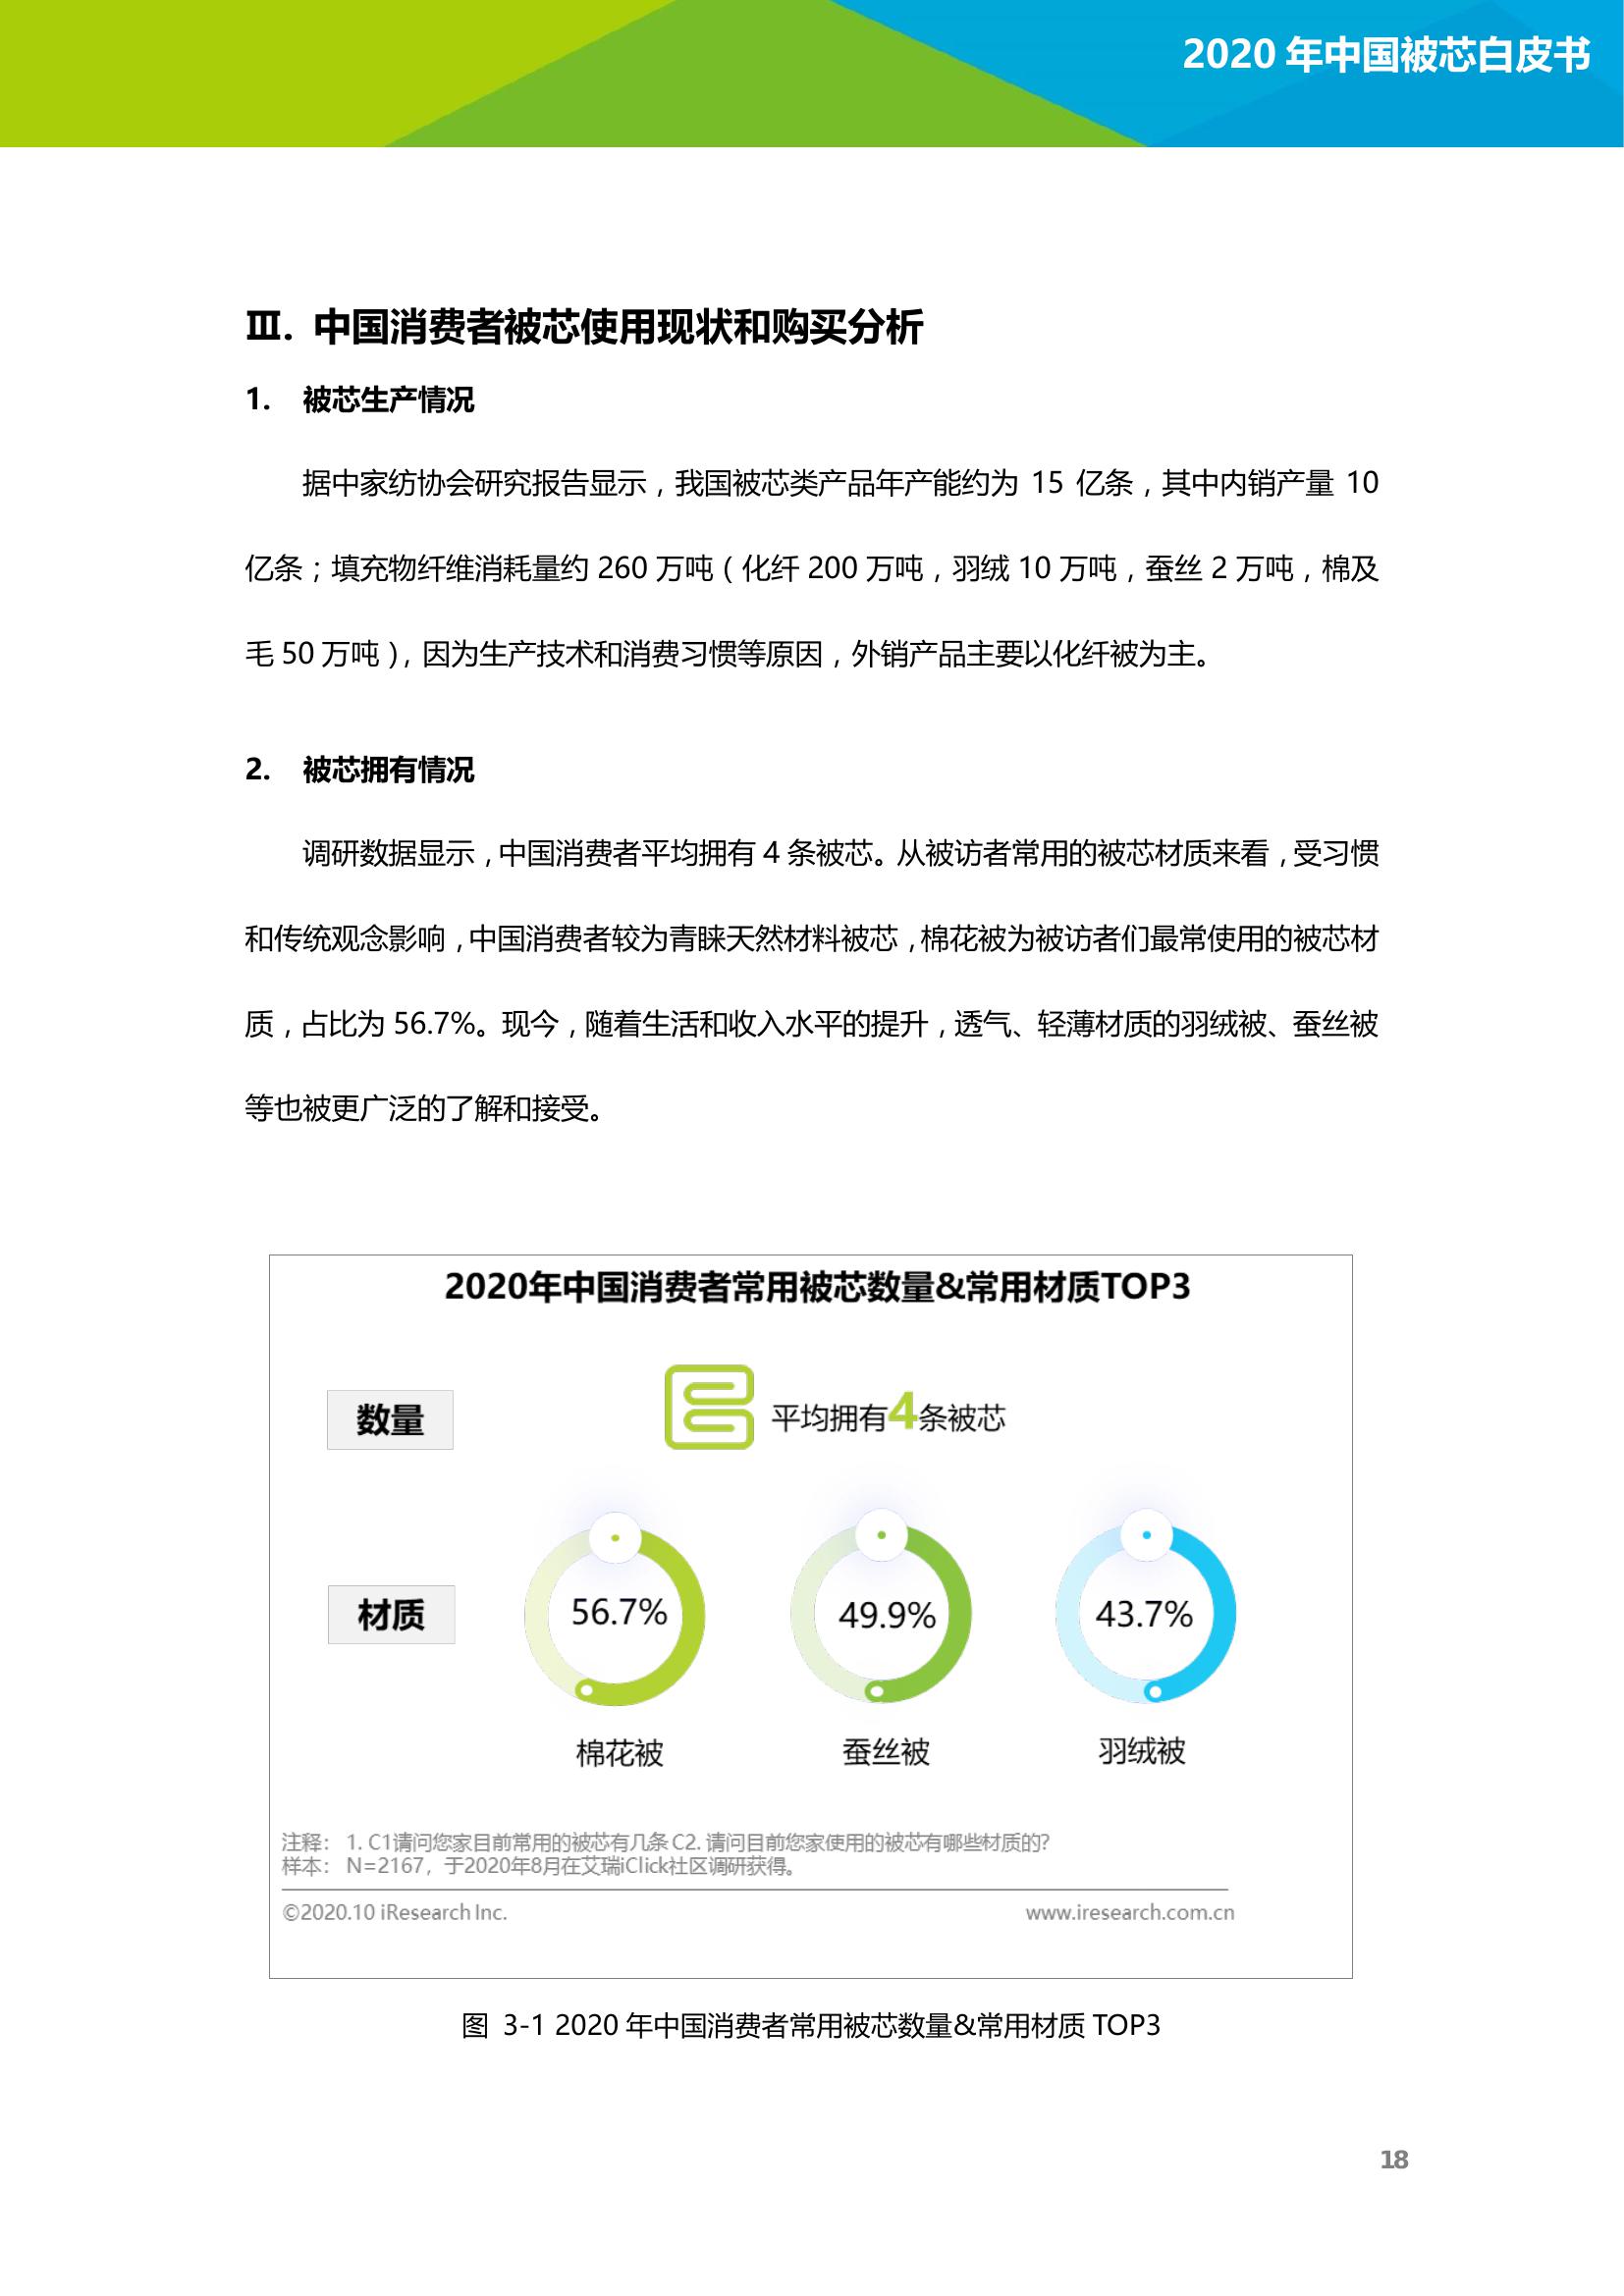 2020 年中国被芯白皮书
Ⅲ. 中国消费者被芯使用现状和购买分析
1. 被芯生产情况
据中家纺协会研究报告显示，我国被芯类产品年产能约为 15 亿条，其中内销产量 10
亿条；填充物纤维消耗量约 260 万吨（化纤 200 万吨，羽绒 10 万吨，蚕丝 2 万吨，棉及
毛 50 万吨），因为生产技术和消费习惯等原因，外销产品主要以化纤被为主。
2. 被芯拥有情况
调研数据显示，中国消费者平均拥有 4 条被芯。从被访者常用的被芯材质来看，受习惯
和传统观念影响，中国消费者较为青睐天然材料被芯，棉花被为被访者们最常使用的被芯材
质，占比为 56.7%。现今，随着生活和收入水平的提升，透气、轻薄材质的羽绒被、蚕丝被
等也被更广泛的了解和接受。
2020年中国消费者常用被芯数量&常用材质TOP3
数量
平均拥有4条被芯
材质
56.7%
49.9%
43.7%
棉花被
蚕丝被
羽绒被
注释： 1. C1请问您家目前常用的被芯有几条 C2. 请问目前您家使用的被芯有哪些材质的?
样本： N=2167，于2020年8月在艾瑞iClick社区调研获得。
©2020.10 iResearch Inc.
www.iresearch.com.cn
图 3-1 2020 年中国消费者常用被芯数量&常用材质 TOP3
18